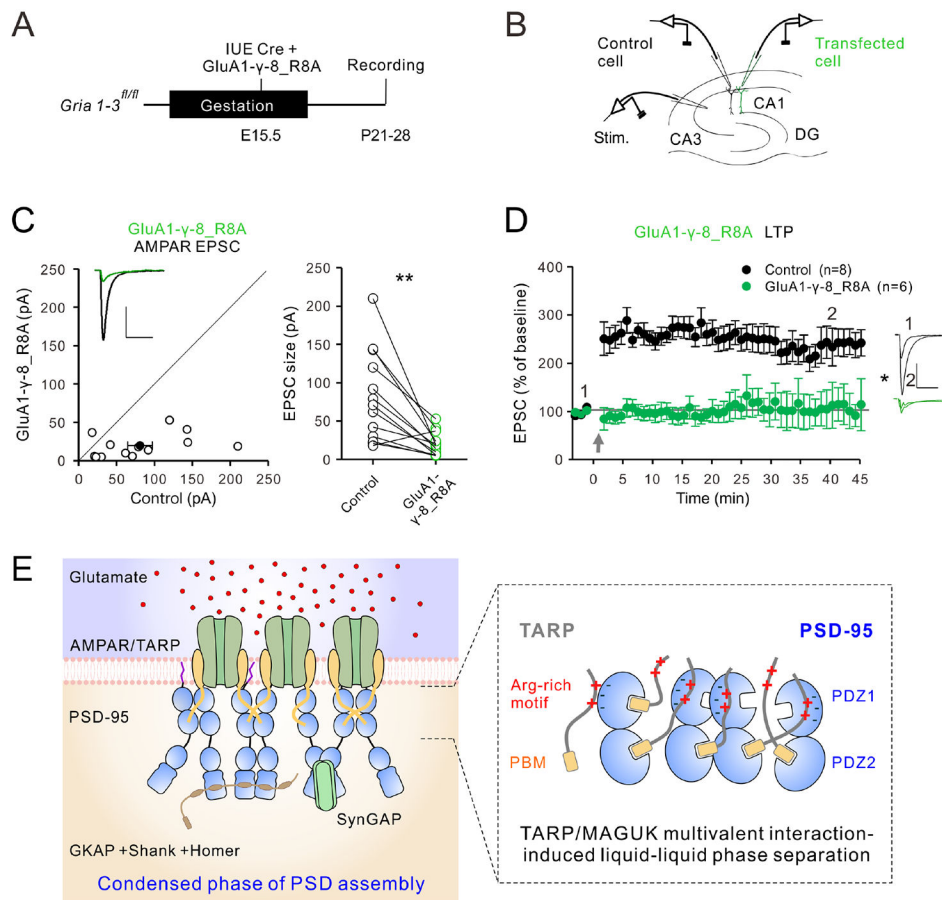 A
IUE Cre +
GluA1-γ-8_R8A
Recording
Gria 1-3fl/fl
Gestation
E15.5
P21-28
B
Control
cell
Transfected
cell
Stim.
CA3
CA1
DG
C
GluA1-γ-8_R8A
AMPAR EPSC
GluA1-γ-8_R8A (pA)
250
200
150
100
50
0
0
50
100
150
200
250
Control (pA)
EPSC size (pA)
250
200
150
100
50
0
**
Control
GluA1-
γ-8_R8A
D
GluA1-γ-8_R8A LTP
Control (n=8)
GluA1-γ-8_R8A (n=6)
EPSC (% of baseline)
400
300
200
100
0
1
2
0
5
10
15
20
25
30
35
40
45
Time (min)
1
*
2
E
Glutamate
AMPAR/TARP
PSD-95
SynGAP
GKAP +Shank +Homer
Condensed phase of PSD assembly
TARP
PSD-95
Arg-rich
motif
PDZ1
PBM
PDZ2
TARP/MAGUK multivalent interaction-
induced liquid-liquid phase separation